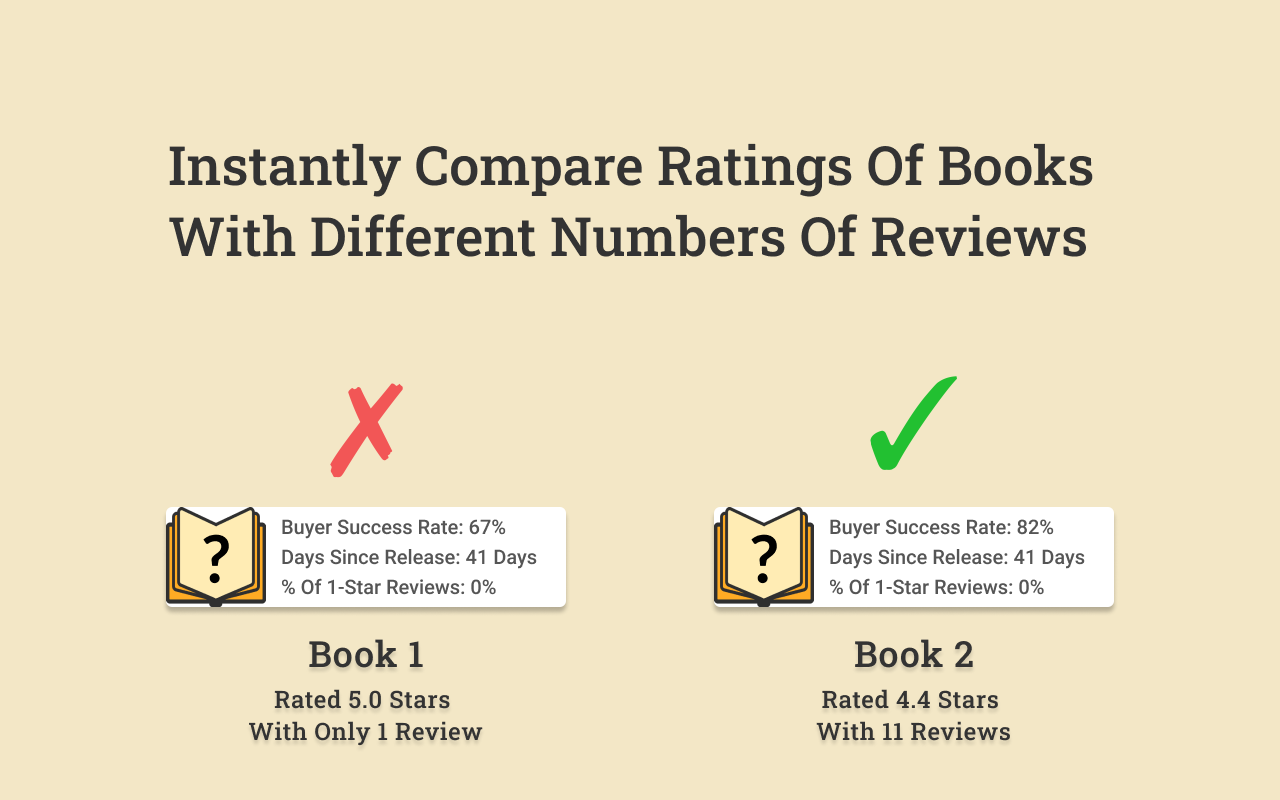 Instantly Compare Ratings Of Books
With Different Numbers Of Reviews
✗
✓
?
Buyer Success Rate: 67%
Days Since Release: 41 Days
% Of 1-Star Reviews: 0%
?
Buyer Success Rate: 82%
Days Since Release: 41 Days
% Of 1-Star Reviews: 0%
Book 1
Rated 5.0 Stars
With Only 1 Review
Book 2
Rated 4.4 Stars
With 11 Reviews